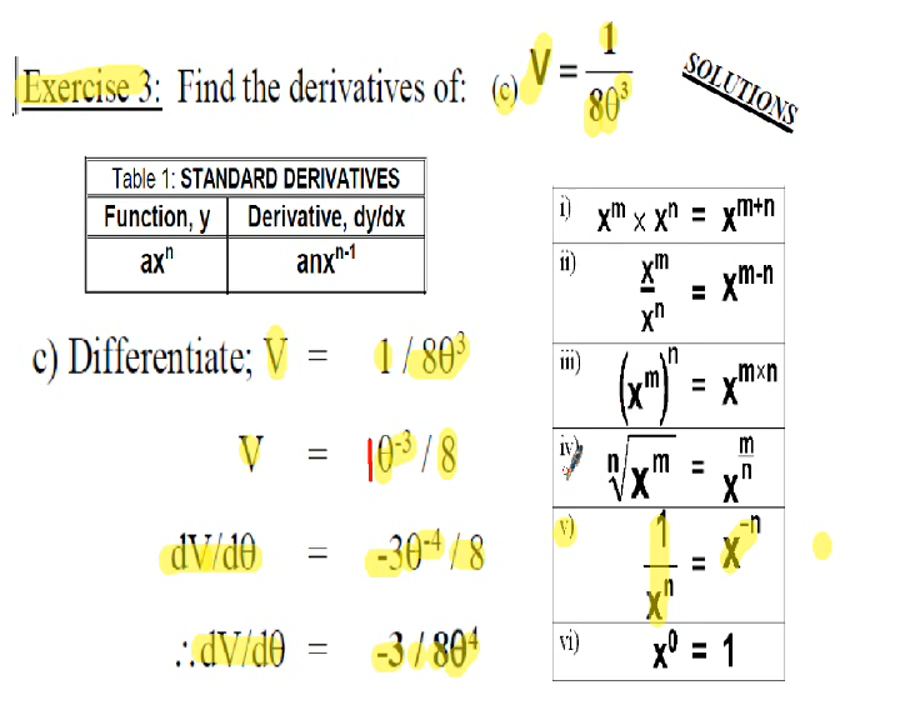 Exercise 3: Find the derivatives of: (c) V = 1 / 8θ³
SOLUTIONS
Table 1: STANDARD DERIVATIVES
Function, y Derivative, dy/dx
axⁿ anxⁿ⁻¹
c) Differentiate; V = 1 / 8θ³
V = 1θ⁻³ / 8
dV/dθ = -3θ⁻⁴ / 8
∴dV/dθ = -3 / 8θ⁴
i) xᵐ × xⁿ = xᵐ⁺ⁿ
ii) xᵐ / xⁿ = xᵐ⁻ⁿ
iii) (xᵐ)ⁿ = xᵐ×ⁿ
iv) ⁿ√xᵐ = x^(m/n)
v) 1 / xⁿ = x⁻ⁿ
vi) x⁰ = 1